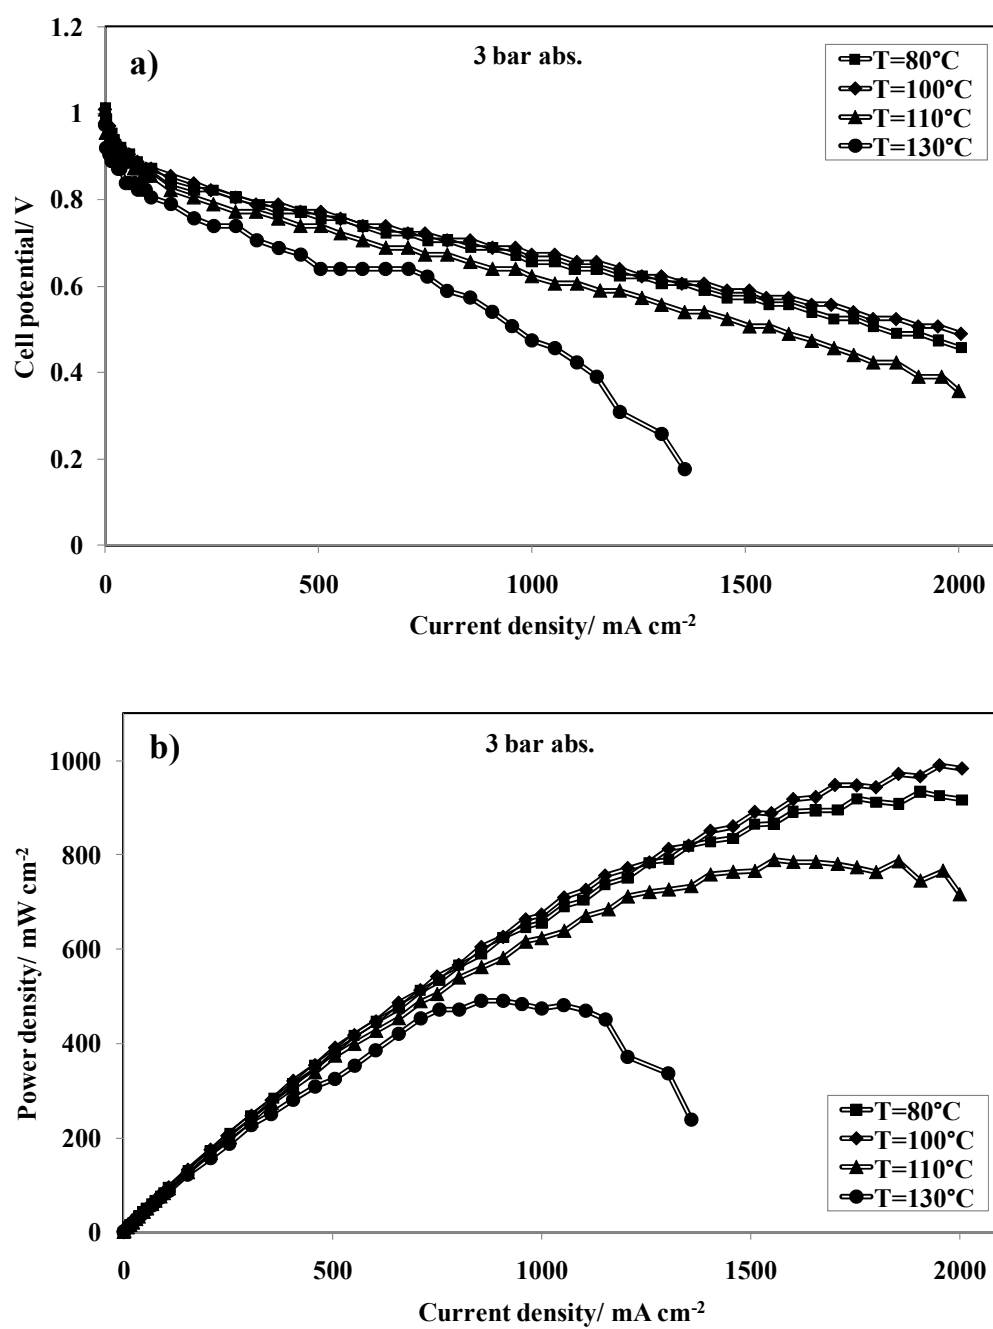 1.2
a)
3 bar abs.
T=80°C
T=100°C
T=110°C
T=130°C
1
0.8
0.6
0.4
0.2
0
Cell potential/ V
0 500 1000 1500 2000
Current density/ mA cm-2
b)
3 bar abs.
1000
800
600
400
200
0
Power density/ mW cm-2
T=80°C
T=100°C
T=110°C
T=130°C
0 500 1000 1500 2000
Current density/ mA cm-2